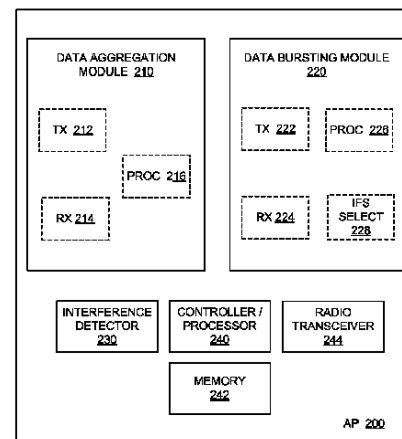 DATA AGGREGATION
MODULE 210
TX 212
PROC 216
RX 214
DATA BURSTING MODULE
220
TX 222
PROC 226
RX 224
IFS
SELECT
228
INTERFERENCE
DETECTOR
230
CONTROLLER /
PROCESSOR
240
RADIO
TRANSCEIVER
244
MEMORY
242
AP 200